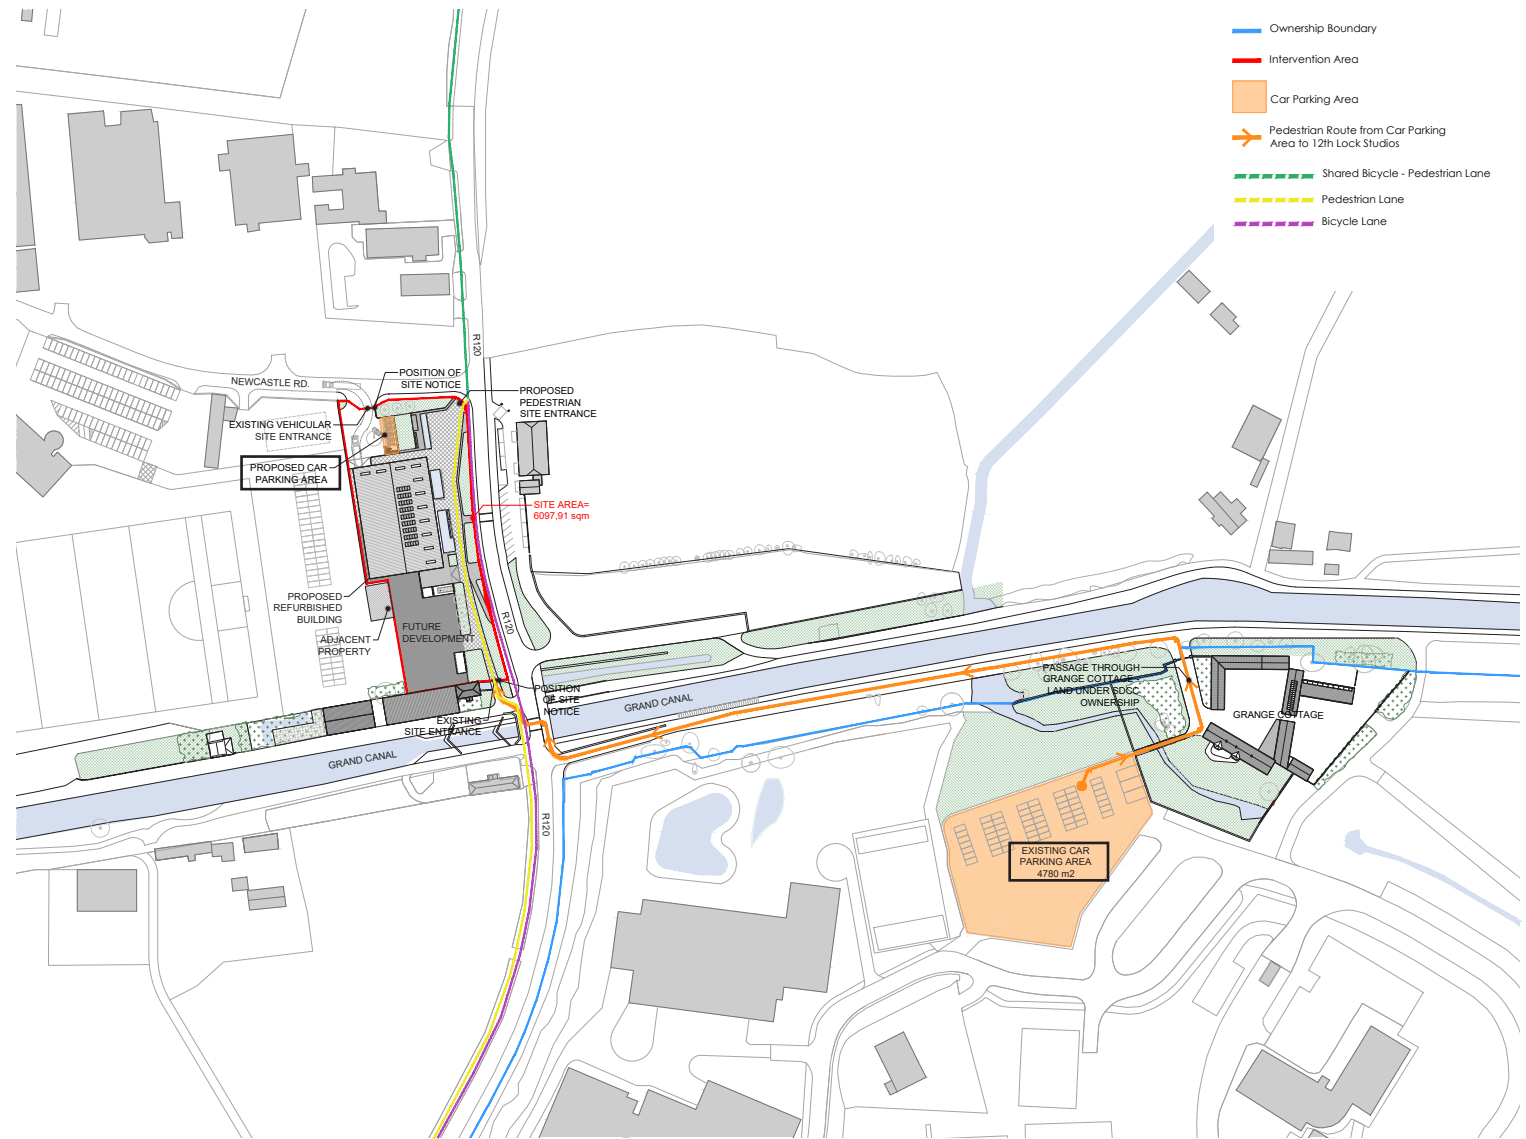 Ownership Boundary
Intervention Area
Car Parking Area
Pedestrian Route from Car Parking
Area to 12th Lock Studios
Shared Bicycle - Pedestrian Lane
Pedestrian Lane
Bicycle Lane
R120
NEWCASTLE RD.
POSITION OF
SITE NOTICE
PROPOSED
PEDESTRIAN
SITE ENTRANCE
EXISTING VEHICULAR
SITE ENTRANCE
PROPOSED CAR
PARKING AREA
SITE AREA=
6097,91 sqm
PROPOSED
REFURBISHED
BUILDING
ADJACENT
PROPERTY
FUTURE
DEVELOPMENT
R120
POSITION
OF SITE
NOTICE
EXISTING
SITE ENTRANCE
GRAND CANAL
GRAND CANAL
PASSAGE THROUGH
GRANGE COTTAGE -
LAND UNDER SDCC
OWNERSHIP
GRANGE COTTAGE
R120
EXISTING CAR
PARKING AREA
4780 m2